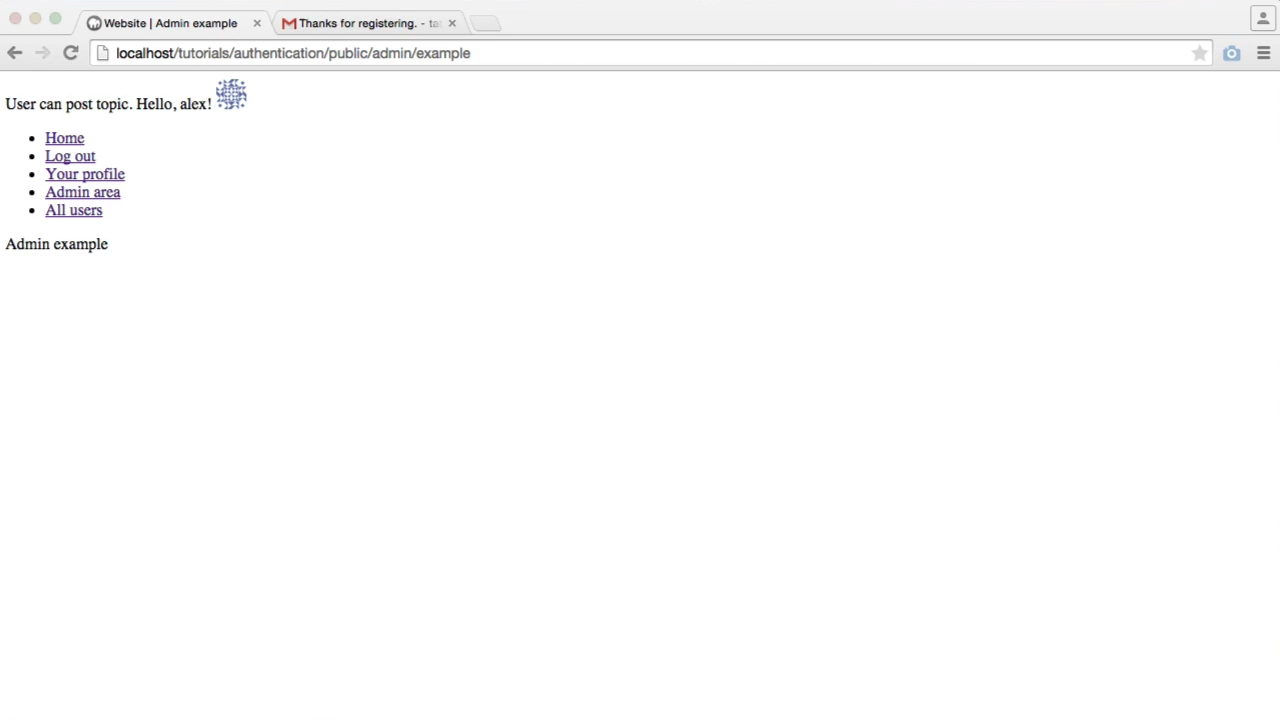 Website | Admin example
Thanks for registering. - ta
localhost/tutorials/authentication/public/admin/example
User can post topic. Hello, alex!
Home
Log out
Your profile
Admin area
All users
Admin example